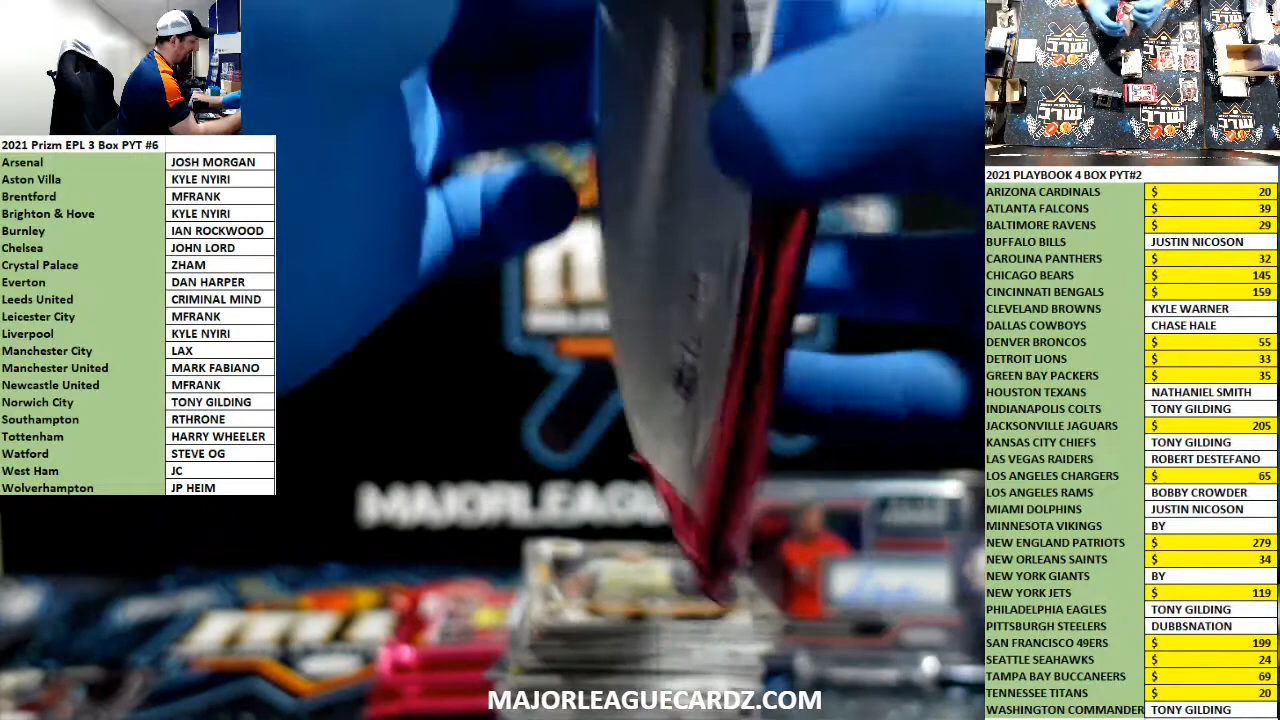 2021 Prizm EPL 3 Box PYT #6
Arsenal JOSH MORGAN
Aston Villa KYLE NYIRI
Brentford MFRANK
Brighton & Hove KYLE NYIRI
Burnley IAN ROCKWOOD
Chelsea JOHN LORD
Crystal Palace ZHAM
Everton DAN HARPER
Leeds United CRIMINAL MIND
Leicester City MFRANK
Liverpool KYLE NYIRI
Manchester City LAX
Manchester United MARK FABIANO
Newcastle United MFRANK
Norwich City TONY GILDING
Southampton RTHRONE
Tottenham HARRY WHEELER
Watford STEVE OG
West Ham JC
Wolverhampton JP HEIM
MAJORLEAGUE
MAJORLEAGUECARDZ.COM
MLC
MLC
MLC
2021 PLAYBOOK 4 BOX PYT#2
ARIZONA CARDINALS $ 20
ATLANTA FALCONS $ 39
BALTIMORE RAVENS $ 29
BUFFALO BILLS JUSTIN NICOSON
CAROLINA PANTHERS $ 32
CHICAGO BEARS $ 145
CINCINNATI BENGALS $ 159
CLEVELAND BROWNS KYLE WARNER
DALLAS COWBOYS CHASE HALE
DENVER BRONCOS $ 55
DETROIT LIONS $ 33
GREEN BAY PACKERS $ 35
HOUSTON TEXANS NATHANIEL SMITH
INDIANAPOLIS COLTS TONY GILDING
JACKSONVILLE JAGUARS $ 205
KANSAS CITY CHIEFS TONY GILDING
LAS VEGAS RAIDERS ROBERT DESTEFANO
LOS ANGELES CHARGERS $ 65
LOS ANGELES RAMS BOBBY CROWDER
MIAMI DOLPHINS JUSTIN NICOSON
MINNESOTA VIKINGS BY
NEW ENGLAND PATRIOTS $ 279
NEW ORLEANS SAINTS $ 34
NEW YORK GIANTS BY
NEW YORK JETS $ 119
PHILADELPHIA EAGLES TONY GILDING
PITTSBURGH STEELERS DUBBSNATION
SAN FRANCISCO 49ERS $ 199
SEATTLE SEAHAWKS $ 24
TAMPA BAY BUCCANEERS $ 69
TENNESSEE TITANS $ 20
WASHINGTON COMMANDER TONY GILDING